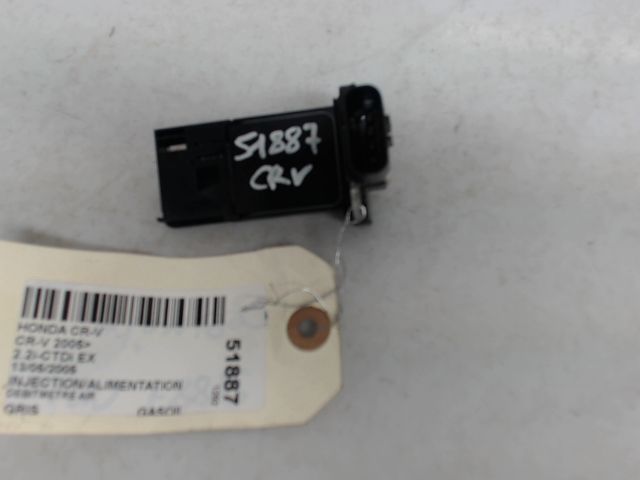 51887
CRV
HONDA CR-V
CR-V 2006>
2.2i-CTDi EX
13/06/2006
INJECTION/ALIMENTATION
DEBITMETRE AIR
GRIS GASOIL
51887